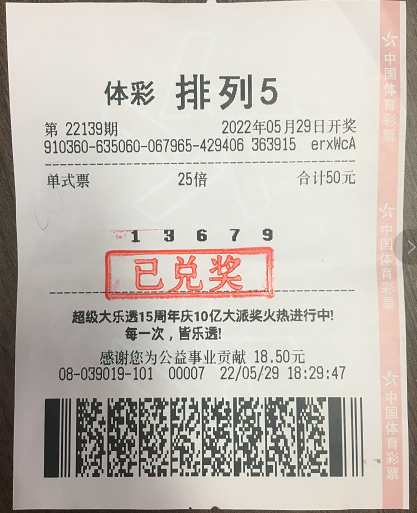 体彩 排列5
第 22139期 2022年05月29日开奖
910360-635060-067965-429406 363915 erxWcA
单式票 25倍 合计50元
1 3 6 7 9
已兑奖
超级大乐透15周年庆10亿大派奖火热进行中!
每一次，皆乐透!
感谢您为公益事业贡献 18.50元
08-039019-101 00007 22/05/29 18:29:47
中国体育彩票
中国体育彩票
中国体育彩票